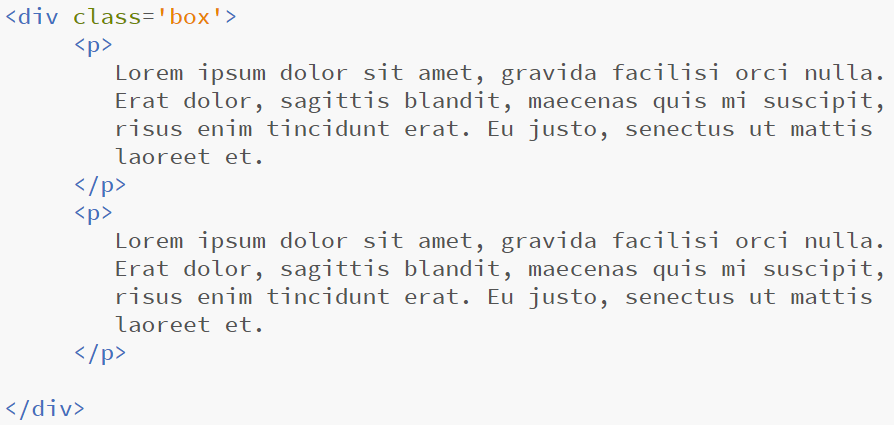 <div class='box'>
<p>
Lorem ipsum dolor sit amet, gravida facilisi orci nulla.
Erat dolor, sagittis blandit, maecenas quis mi suscipit,
risus enim tincidunt erat. Eu justo, senectus ut mattis
laoreet et.
</p>
<p>
Lorem ipsum dolor sit amet, gravida facilisi orci nulla.
Erat dolor, sagittis blandit, maecenas quis mi suscipit,
risus enim tincidunt erat. Eu justo, senectus ut mattis
laoreet et.
</p>
</div>